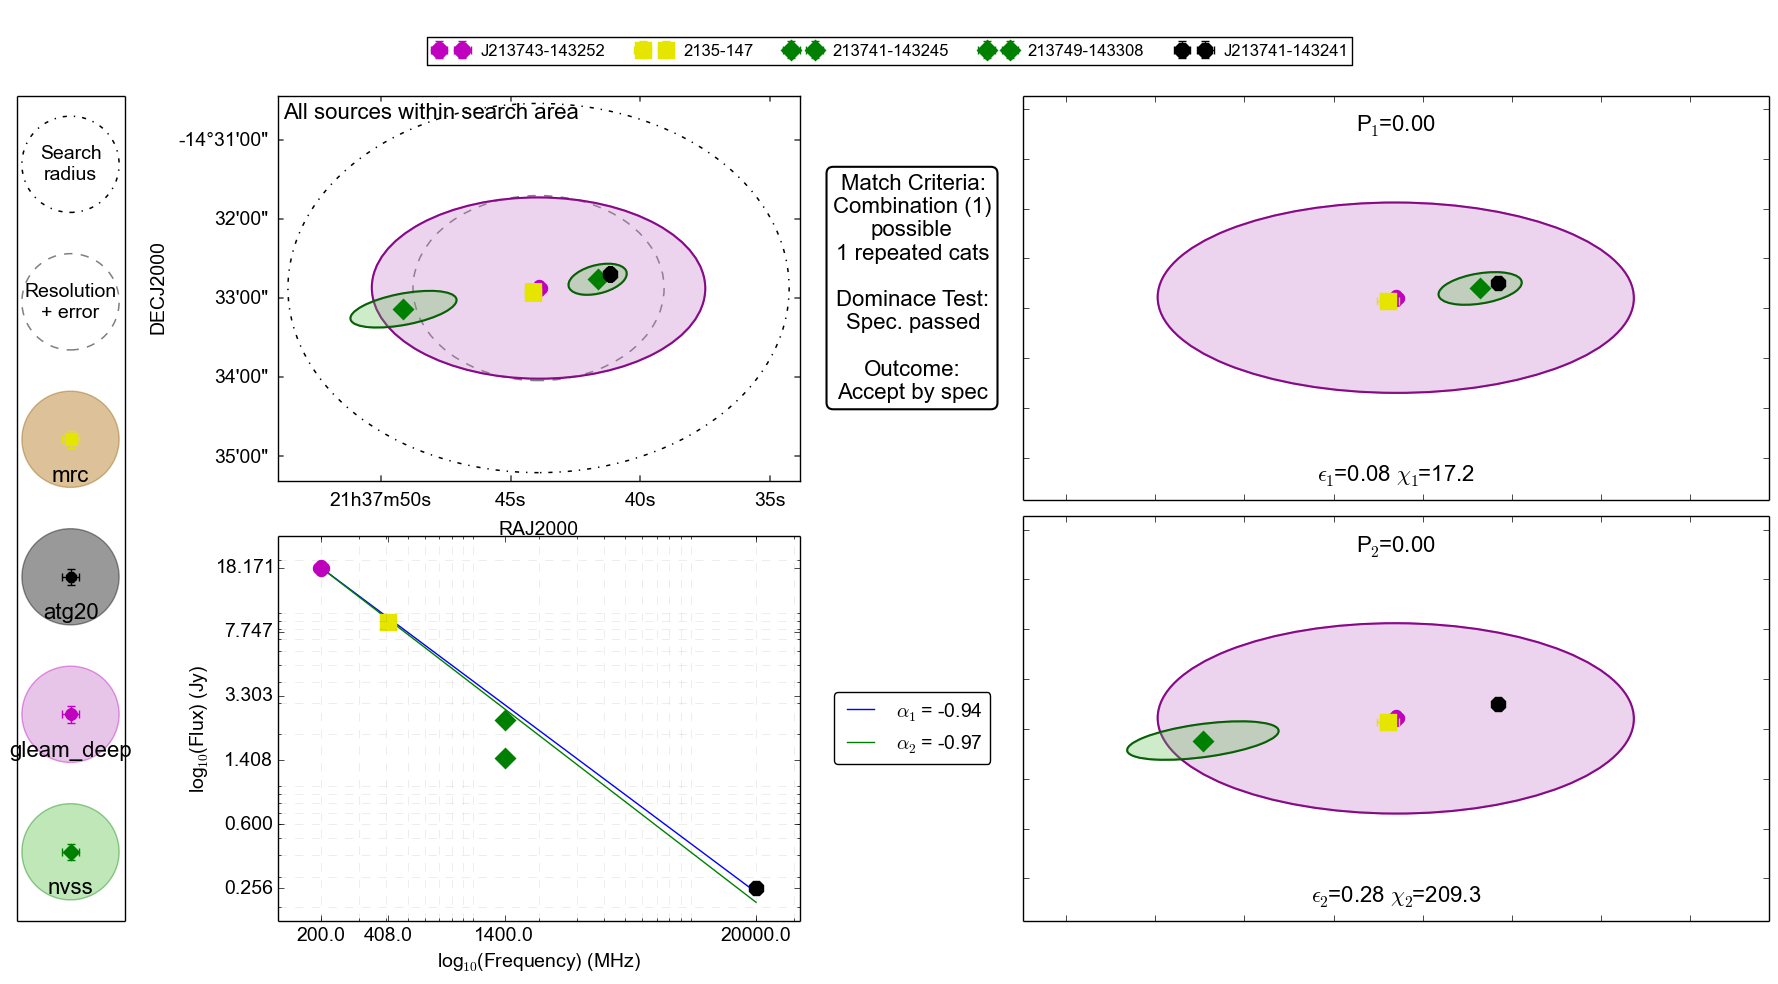 J213743-143252 2135-147 213741-143245 213749-143308 J213741-143241
Search
radius
Resolution
+ error
mrc
atg20
gleam_deep
nvss
All sources within search area
DECJ2000
-14°31'00"
32'00"
33'00"
34'00"
35'00"
21h37m50s 45s 40s 35s
RAJ2000
Match Criteria:
Combination (1)
possible
1 repeated cats
Dominace Test:
Spec. passed
Outcome:
Accept by spec
P₁=0.00
ϵ₁=0.08 χ₁=17.2
log₁₀(Flux) (Jy)
18.171
7.747
3.303
1.408
0.600
0.256
200.0 408.0 1400.0 20000.0
log₁₀(Frequency) (MHz)
α₁ = -0.94
α₂ = -0.97
P₂=0.00
ϵ₂=0.28 χ₂=209.3